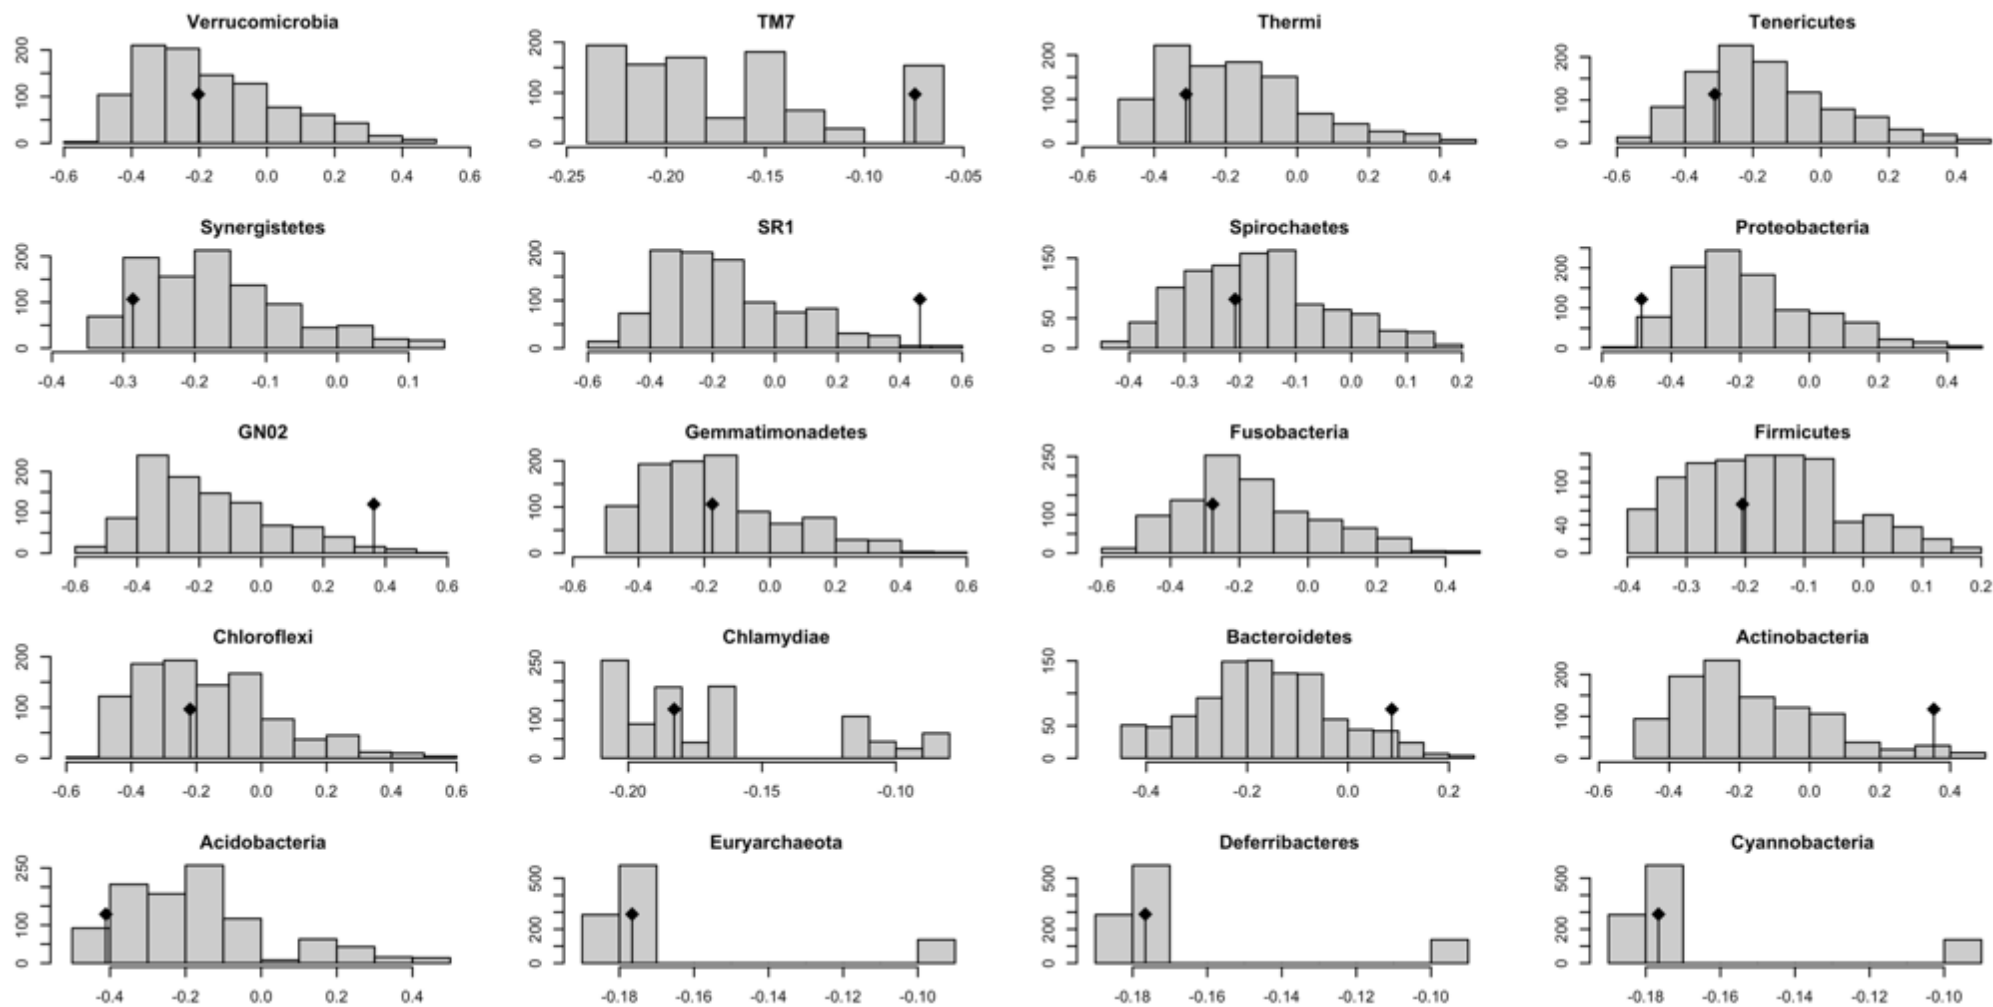 Verrucomicrobia TM7 Thermi Tenericutes
0 100 200 0 100 200 0 100 200 0 100 200
-0.6 -0.4 -0.2 0.0 0.2 0.4 0.6 -0.25 -0.20 -0.15 -0.10 -0.05 -0.6 -0.4 -0.2 0.0 0.2 0.4 -0.6 -0.4 -0.2 0.0 0.2 0.4
Synergistetes SR1 Spirochaetes Proteobacteria
0 100 200 0 100 200 0 50 150 0 100 200
-0.4 -0.3 -0.2 -0.1 0.0 0.1 -0.6 -0.4 -0.2 0.0 0.2 0.4 0.6 -0.4 -0.3 -0.2 -0.1 0.0 0.1 0.2 -0.6 -0.4 -0.2 0.0 0.2 0.4
GN02 Gemmatimonadetes Fusobacteria Firmicutes
0 100 200 0 100 200 0 100 250 0 40 100
-0.6 -0.4 -0.2 0.0 0.2 0.4 0.6 -0.6 -0.4 -0.2 0.0 0.2 0.4 0.6 -0.6 -0.4 -0.2 0.0 0.2 0.4 -0.4 -0.3 -0.2 -0.1 0.0 0.1 0.2
Chloroflexi Chlamydiae Bacteroidetes Actinobacteria
0 100 200 0 100 250 0 50 150 0 100 200
-0.6 -0.4 -0.2 0.0 0.2 0.4 0.6 -0.20 -0.15 -0.10 -0.4 -0.2 0.0 0.2 -0.6 -0.4 -0.2 0.0 0.2 0.4
Acidobacteria Euryarchaeota Deferribacteres Cyannobacteria
0 100 250 0 200 500 0 200 500 0 200 500
-0.4 -0.2 0.0 0.2 0.4 -0.18 -0.16 -0.14 -0.12 -0.10 -0.18 -0.16 -0.14 -0.12 -0.10 -0.18 -0.16 -0.14 -0.12 -0.10